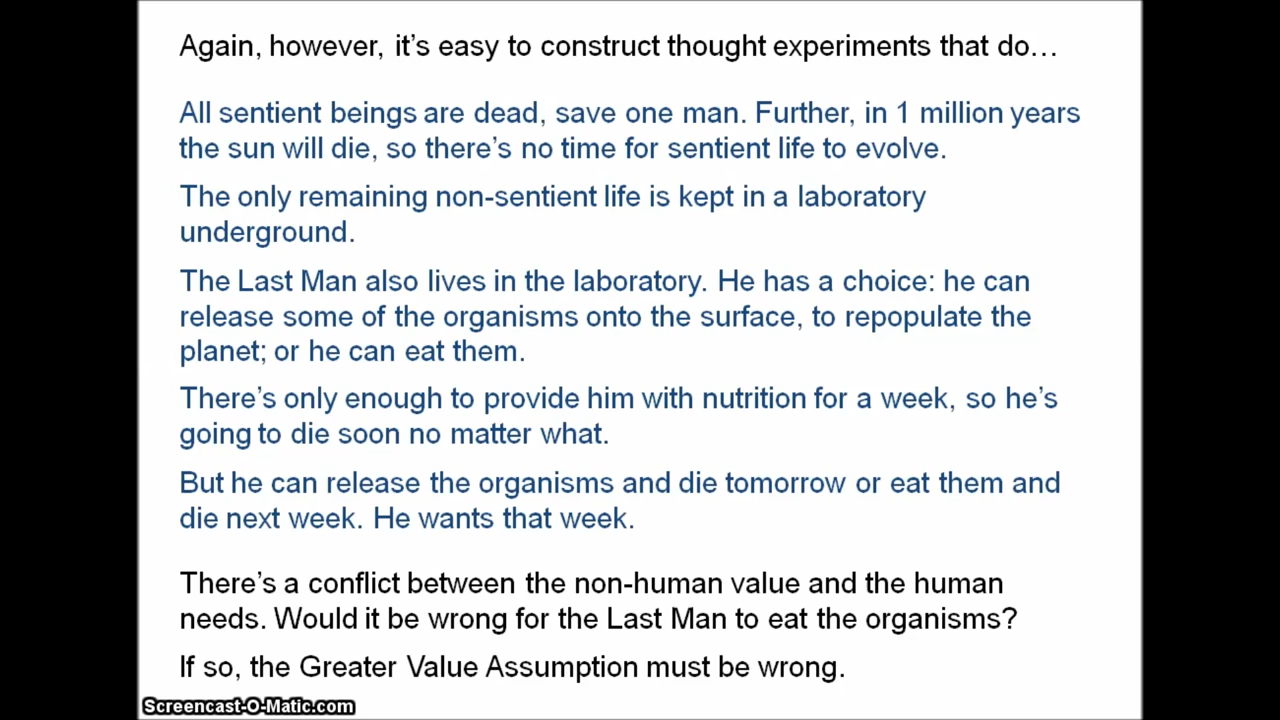 Again, however, it's easy to construct thought experiments that do…
All sentient beings are dead, save one man. Further, in 1 million years
the sun will die, so there's no time for sentient life to evolve.
The only remaining non-sentient life is kept in a laboratory
underground.
The Last Man also lives in the laboratory. He has a choice: he can
release some of the organisms onto the surface, to repopulate the
planet; or he can eat them.
There's only enough to provide him with nutrition for a week, so he's
going to die soon no matter what.
But he can release the organisms and die tomorrow or eat them and
die next week. He wants that week.
There's a conflict between the non-human value and the human
needs. Would it be wrong for the Last Man to eat the organisms?
If so, the Greater Value Assumption must be wrong.
Screencast-O-Matic.com